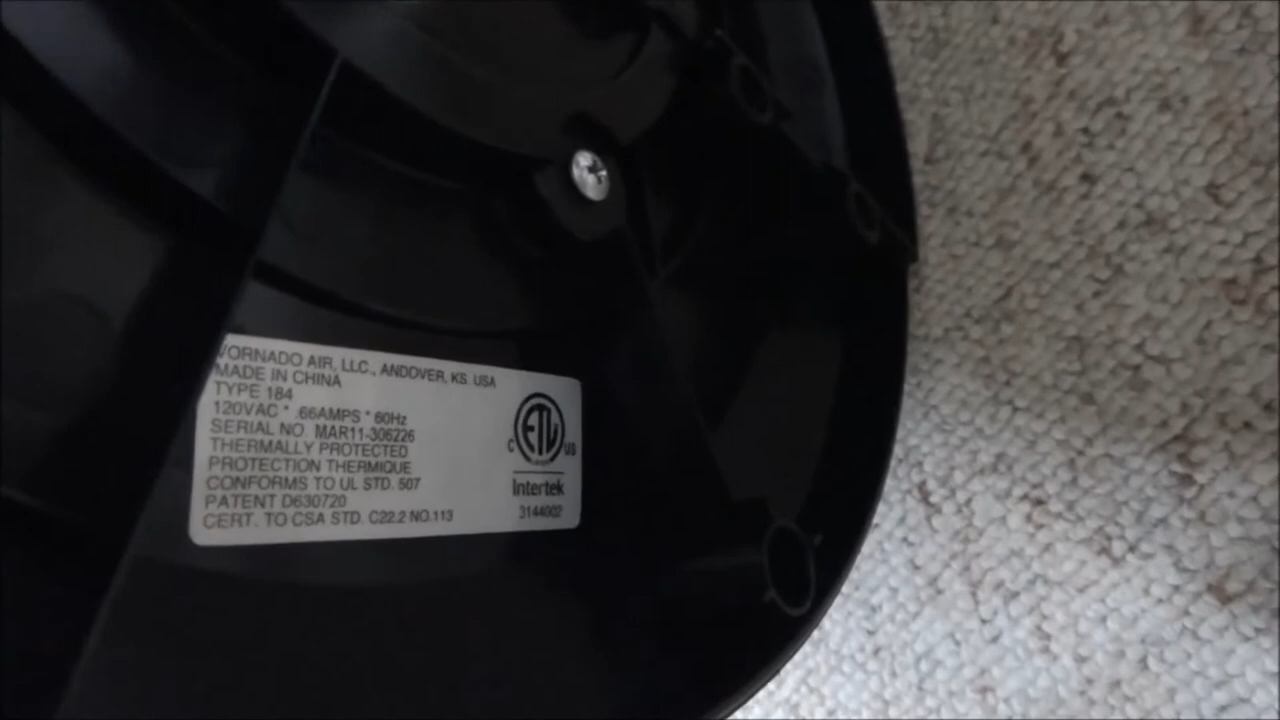 VORNADO AIR, LLC., ANDOVER, KS. USA
MADE IN CHINA
TYPE 184
120VAC * .66AMPS * 60Hz
SERIAL NO. MAR11-306226
THERMALLY PROTECTED
PROTECTION THERMIQUE
CONFORMS TO UL STD. 507
PATENT D630720
CERT. TO CSA STD. C22.2 NO.113
C ETL US
Intertek
3144002